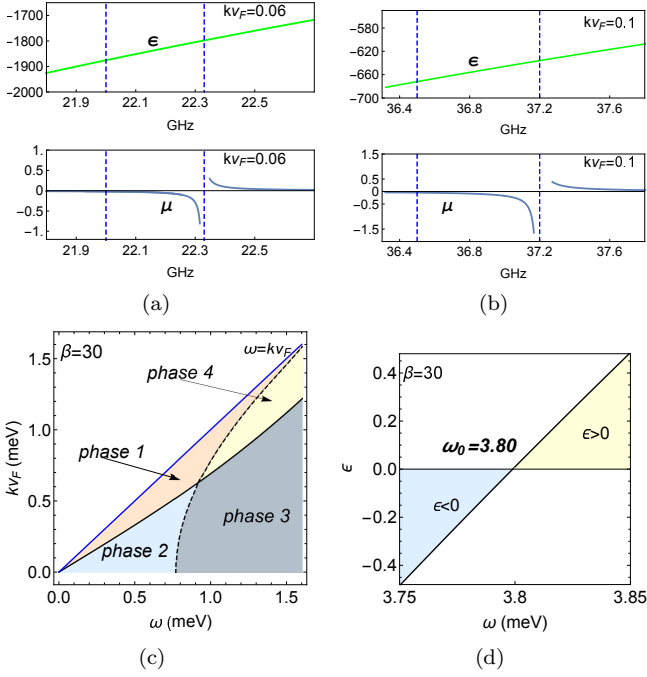 -1700
-1800
-1900
-2000
kv_F=0.06
ϵ
21.9
22.1
22.3
22.5
GHz
1.
0.5
0
-0.5
-1.
kv_F=0.06
μ
21.9
22.1
22.3
22.5
GHz
(a)
-580
-620
-660
-700
kv_F=0.1
ϵ
36.4
36.8
37.2
37.6
GHz
1.5
0.5
0
-0.5
-1.5
kv_F=0.1
μ
36.4
36.8
37.2
37.6
GHz
(b)
β=30
ω=kv_F
phase 4
phase 1
phase 3
phase 2
kv_F (meV)
1.5
1.0
0.5
0.0
0.0
0.5
1.0
1.5
ω (meV)
(c)
β=30
ω₀=3.80
ϵ>0
ϵ<0
ϵ
0.4
0.2
0.0
-0.2
-0.4
3.75
3.8
3.85
ω (meV)
(d)